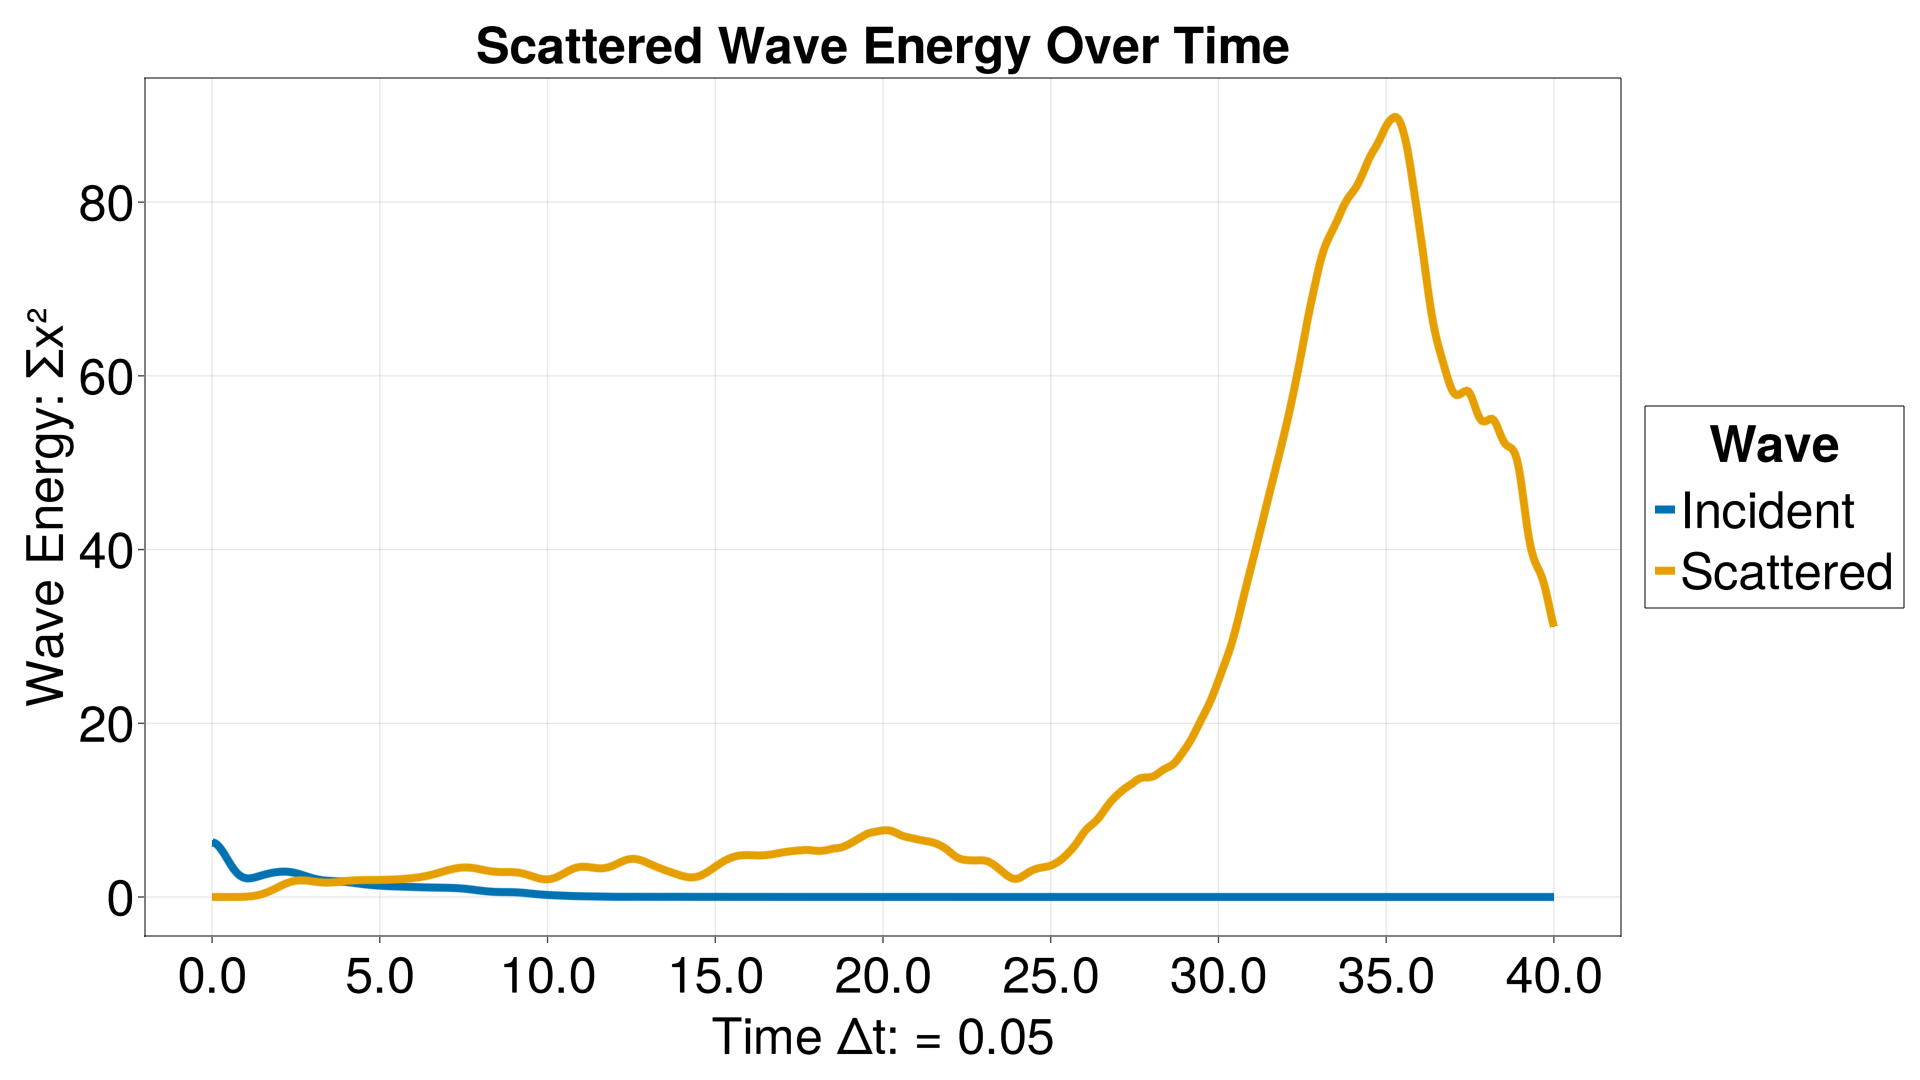 Scattered Wave Energy Over Time
Wave Energy: Σx²
80
60
40
20
0
0.0 5.0 10.0 15.0 20.0 25.0 30.0 35.0 40.0
Time Δt: = 0.05
Wave
Incident
Scattered